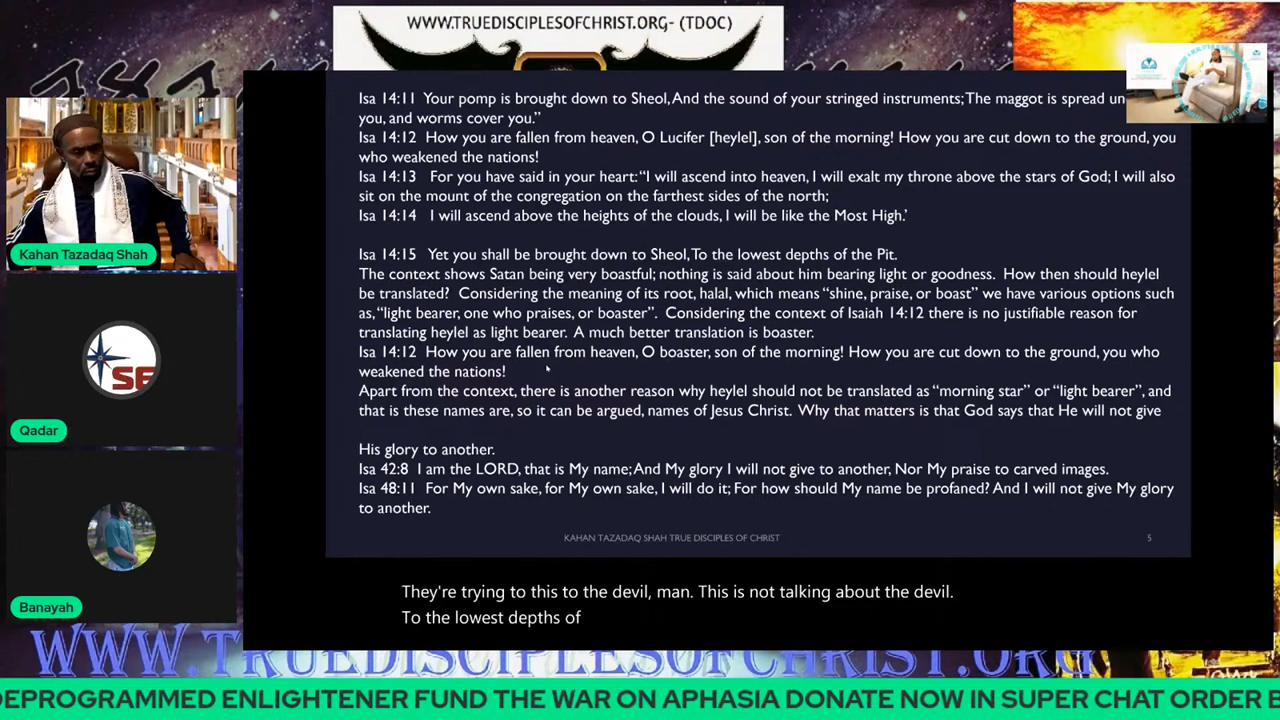 WWW.TRUEDISCIPLESOFCHRIST.ORG- (TDOC)
Isa 14:11 Your pomp is brought down to Sheol, And the sound of your stringed instruments; The maggot is spread un
you, and worms cover you.”
Isa 14:12 How you are fallen from heaven, O Lucifer [heylel], son of the morning! How you are cut down to the ground, you
who weakened the nations!
Isa 14:13 For you have said in your heart: “I will ascend into heaven, I will exalt my throne above the stars of God; I will also
sit on the mount of the congregation on the farthest sides of the north;
Isa 14:14 I will ascend above the heights of the clouds, I will be like the Most High.’
Isa 14:15 Yet you shall be brought down to Sheol, To the lowest depths of the Pit.
The context shows Satan being very boastful; nothing is said about him bearing light or goodness. How then should heylel
be translated? Considering the meaning of its root, halal, which means “shine, praise, or boast” we have various options such
as, “light bearer, one who praises, or boaster”. Considering the context of Isaiah 14:12 there is no justifiable reason for
translating heylel as light bearer. A much better translation is boaster.
Isa 14:12 How you are fallen from heaven, O boaster, son of the morning! How you are cut down to the ground, you who
weakened the nations!
Apart from the context, there is another reason why heylel should not be translated as “morning star” or “light bearer”, and
that is these names are, so it can be argued, names of Jesus Christ. Why that matters is that God says that He will not give
His glory to another.
Isa 42:8 I am the LORD, that is My name; And My glory I will not give to another, Nor My praise to carved images.
Isa 48:11 For My own sake, for My own sake, I will do it; For how should My name be profaned? And I will not give My glory
to another.
KAHAN TAZADAQ SHAH TRUE DISCIPLES OF CHRIST 5
Kahan Tazadaq Shah
SE
Qadar
Banayah
They're trying to this to the devil, man. This is not talking about the devil.
To the lowest depths of
WWW.TRUEDISCIPLESOFCHRIST.ORG
DEPROGRAMMED ENLIGHTENER FUND THE WAR ON APHASIA DONATE NOW IN SUPER CHAT ORDER